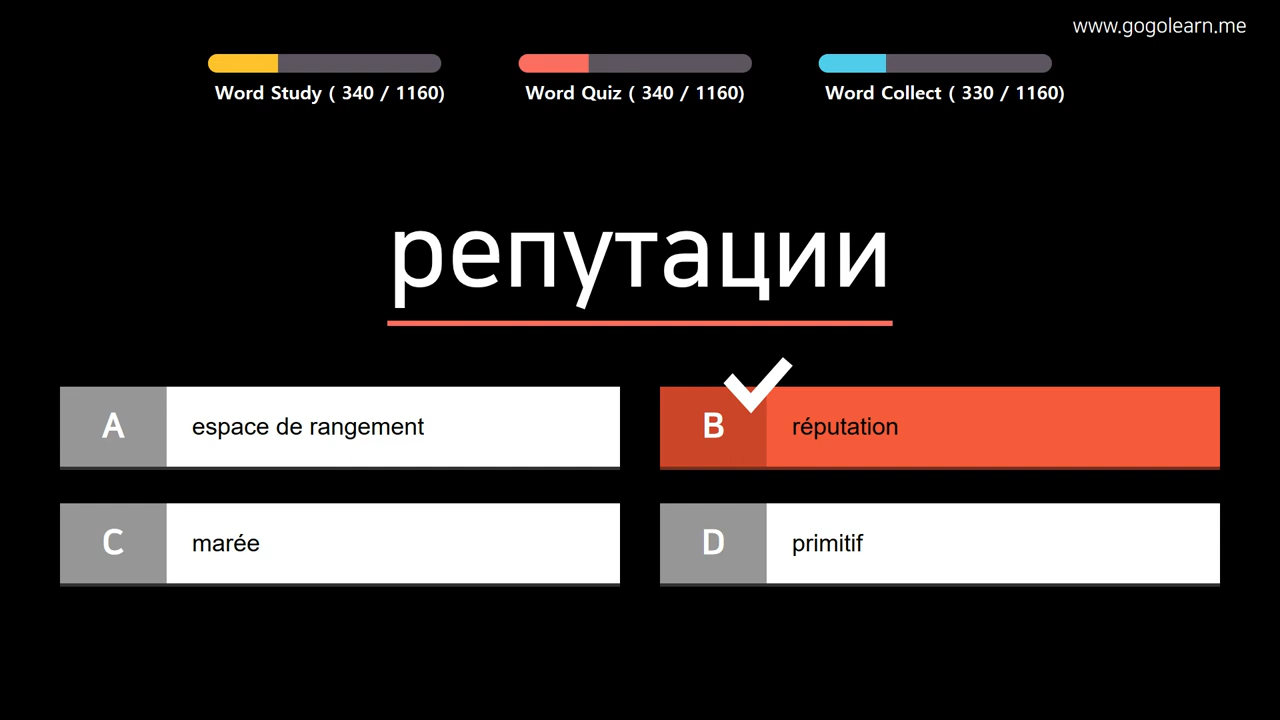 www.gogolearn.me
Word Study ( 340 / 1160)
Word Quiz ( 340 / 1160)
Word Collect ( 330 / 1160)
репутации
A espace de rangement
B réputation
C marée
D primitif